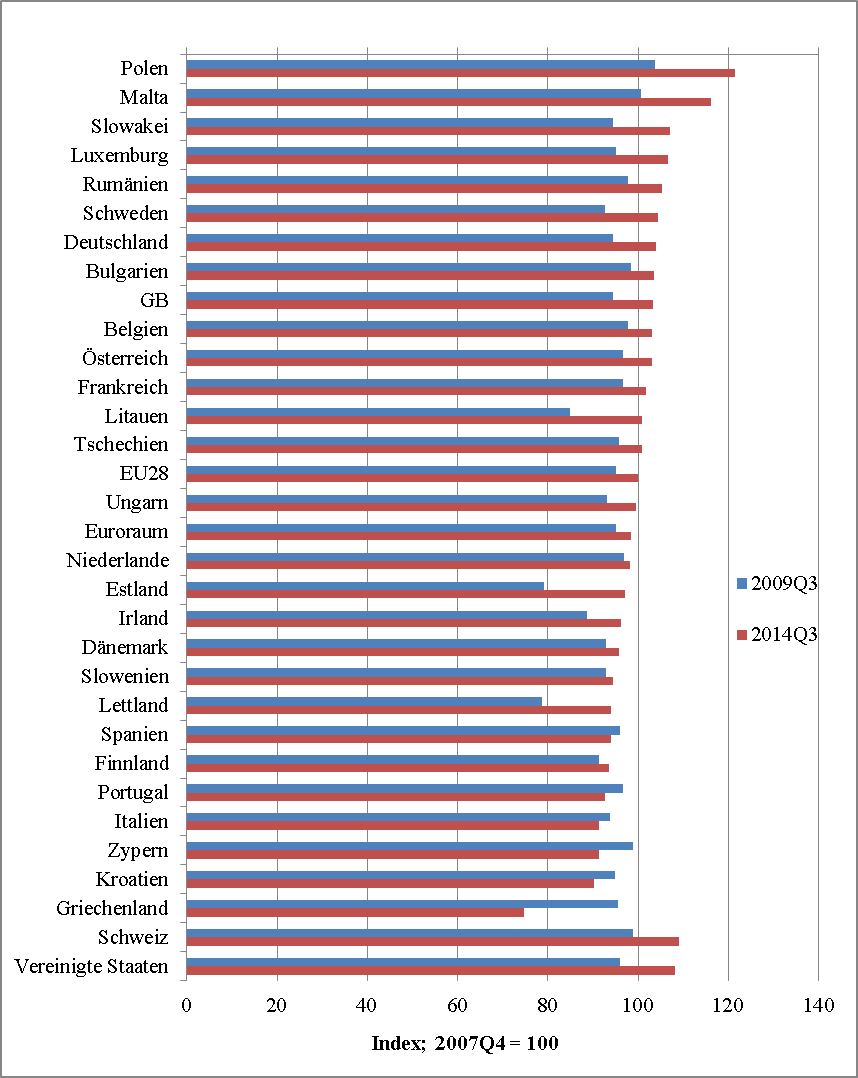 Polen
Malta
Slowakei
Luxemburg
Rumänien
Schweden
Deutschland
Bulgarien
GB
Belgien
Österreich
Frankreich
Litauen
Tschechien
EU28
Ungarn
Euroraum
Niederlande
Estland
Irland
Dänemark
Slowenien
Lettland
Spanien
Finnland
Portugal
Italien
Zypern
Kroatien
Griechenland
Schweiz
Vereinigte Staaten
2009Q3
2014Q3
0 20 40 60 80 100 120 140
Index; 2007Q4 = 100